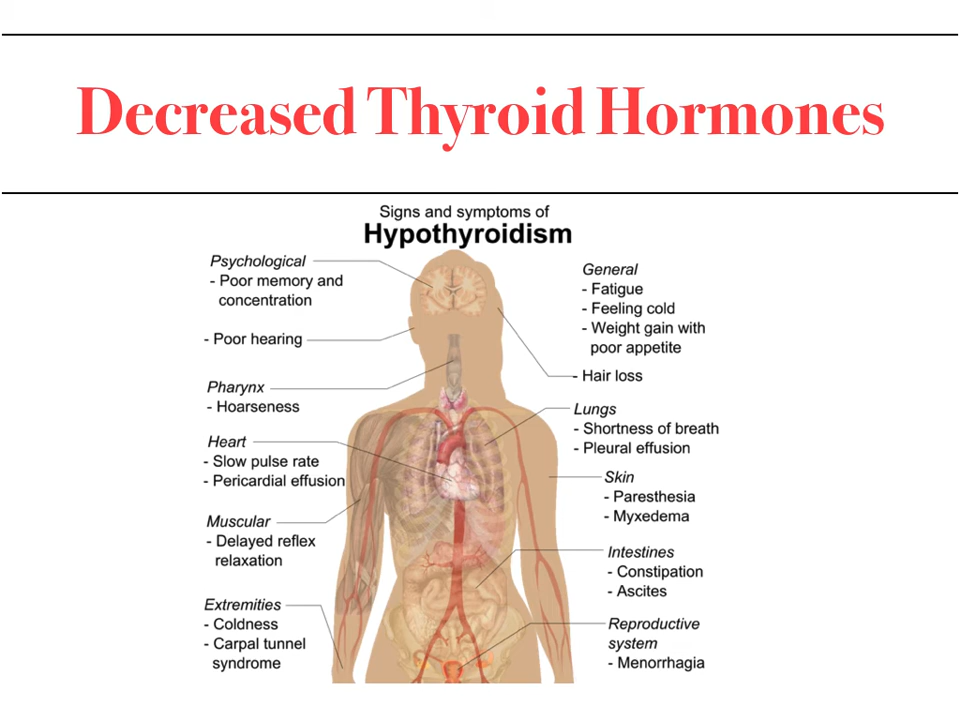 Decreased Thyroid Hormones
Signs and symptoms of
Hypothyroidism
Psychological
- Poor memory and
concentration
- Poor hearing
Pharynx
- Hoarseness
Heart
- Slow pulse rate
- Pericardial effusion
Muscular
- Delayed reflex
relaxation
Extremities
- Coldness
- Carpal tunnel
syndrome
General
- Fatigue
- Feeling cold
- Weight gain with
poor appetite
- Hair loss
Lungs
- Shortness of breath
- Pleural effusion
Skin
- Paresthesia
- Myxedema
Intestines
- Constipation
- Ascites
Reproductive
system
- Menorrhagia